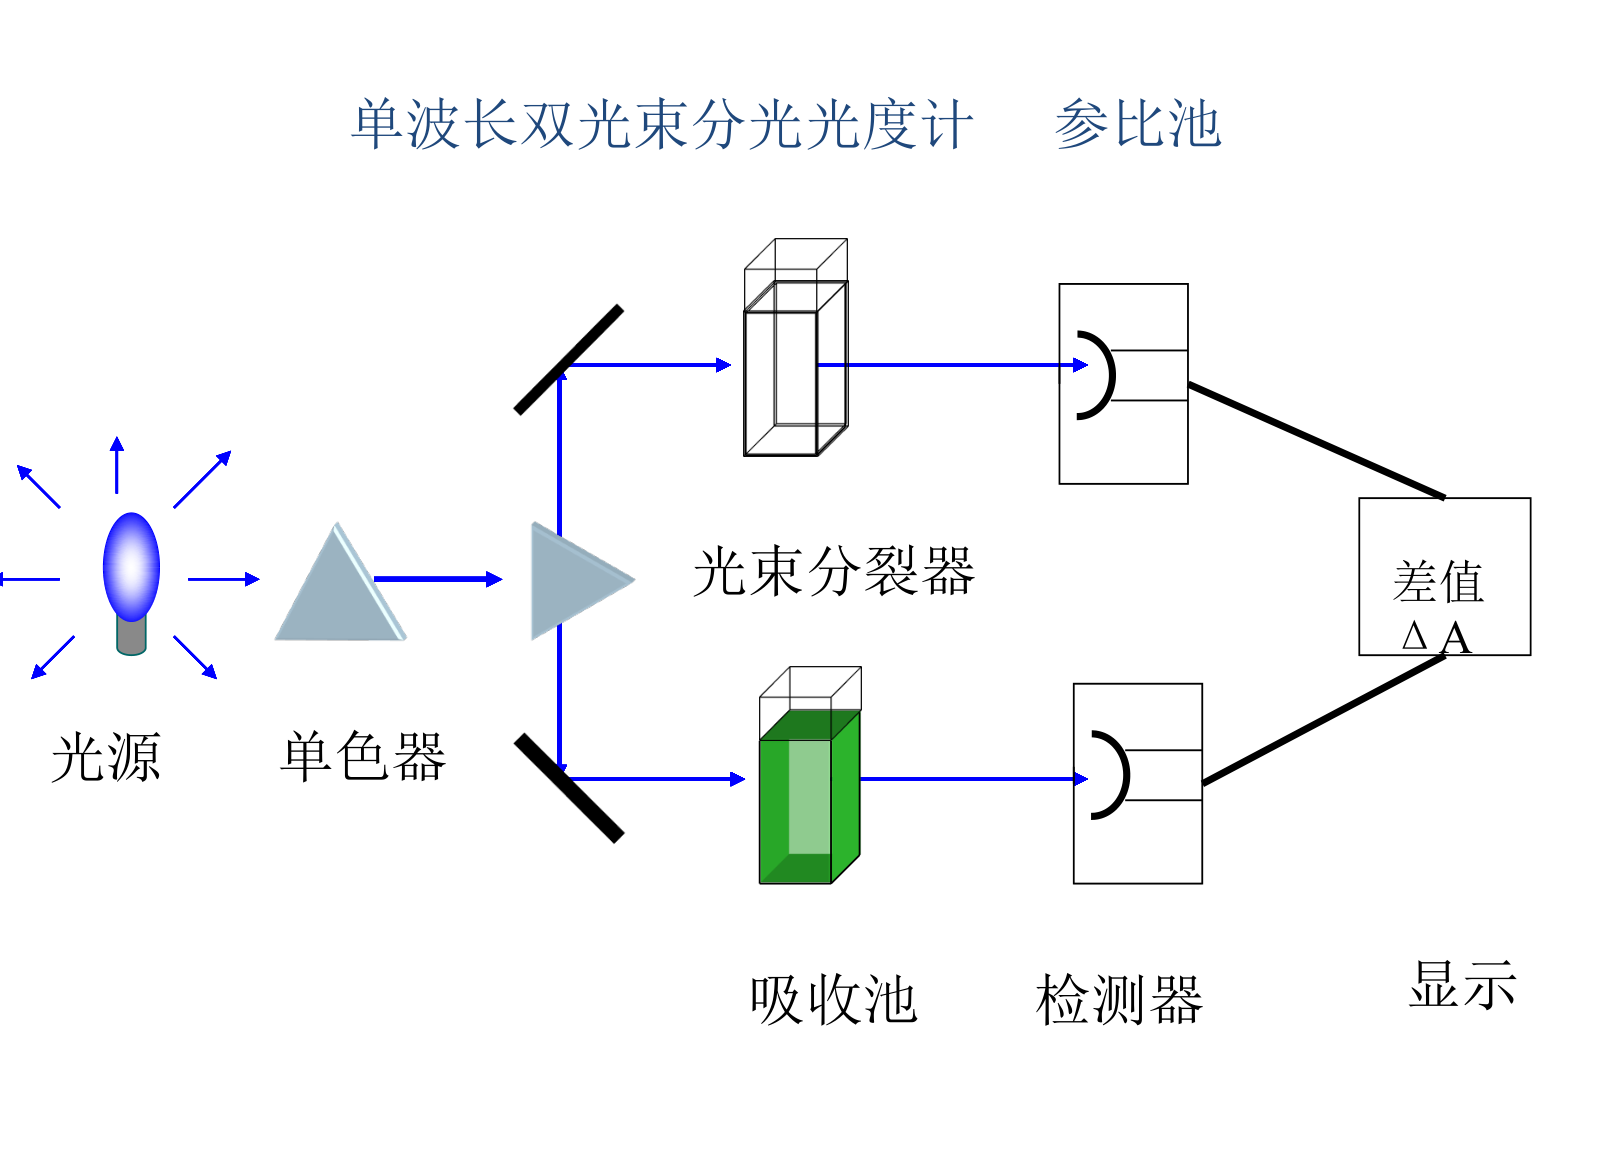 单波长双光束分光光度计 参比池
光束分裂器
差值
Δ A
光源
单色器
吸收池
检测器
显示